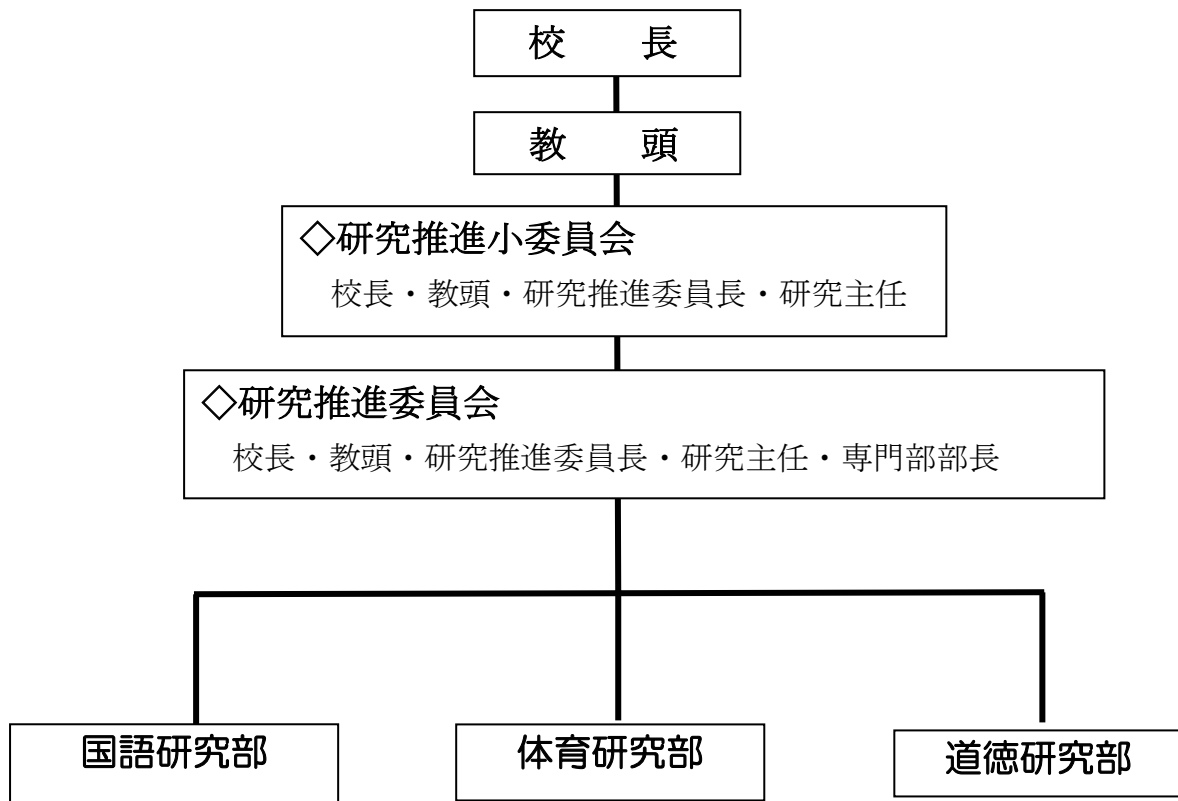 校　　長
教　　頭
◇研究推進小委員会
校長・教頭・研究推進委員長・研究主任
◇研究推進委員会
校長・教頭・研究推進委員長・研究主任・専門部部長
国語研究部
体育研究部
道徳研究部